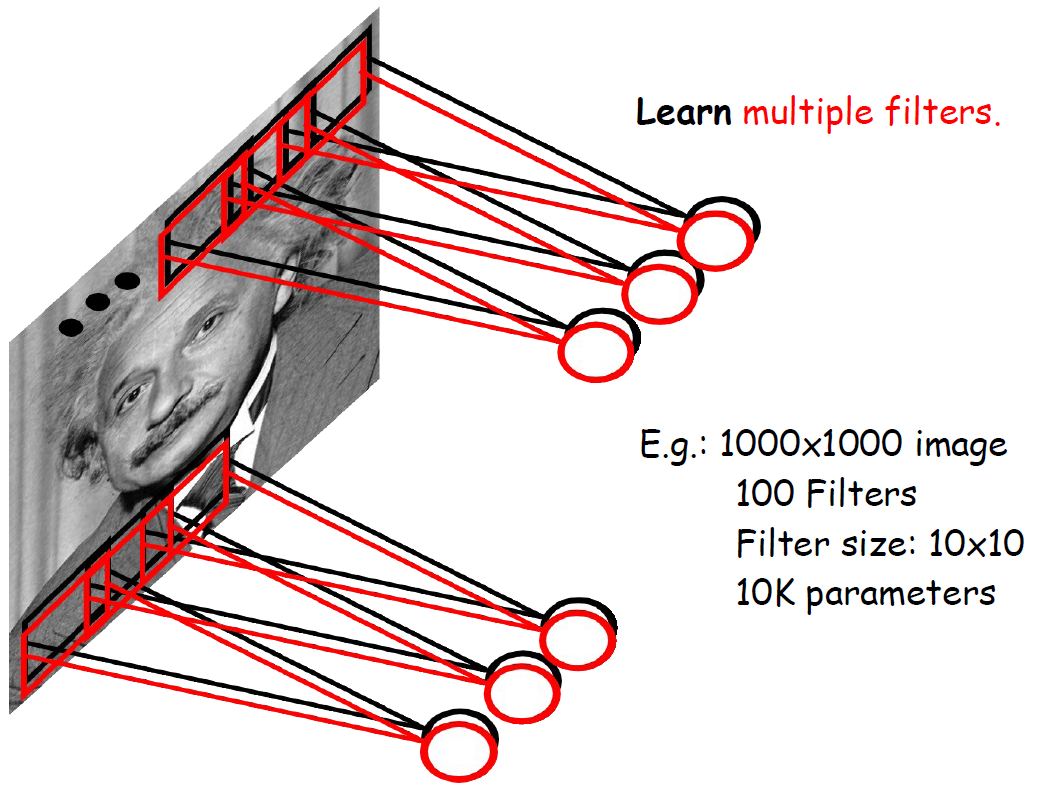 Learn multiple filters.
E.g.: 1000x1000 image
100 Filters
Filter size: 10x10
10K parameters